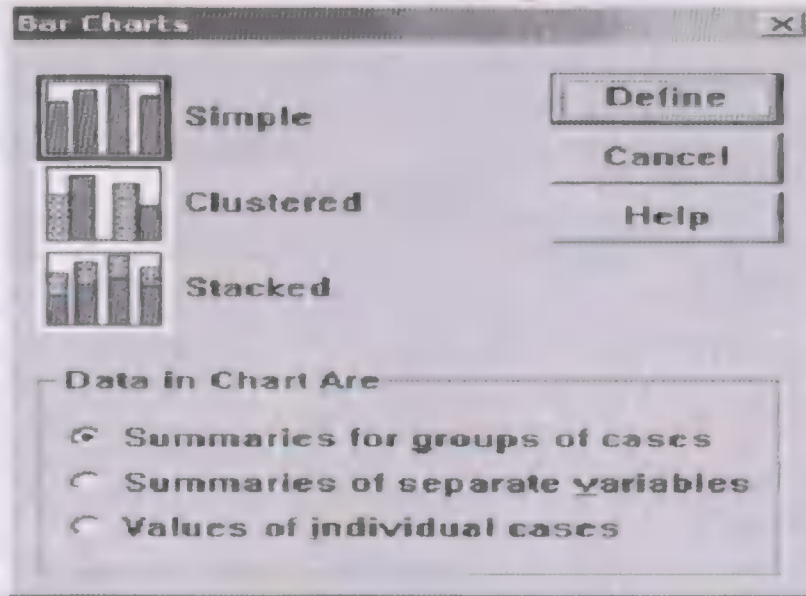 Bar Charts
Simple
Clustered
Stacked
Define
Cancel
Help
Data in Chart Are
Summaries for groups of cases
Summaries of separate variables
Values of individual cases